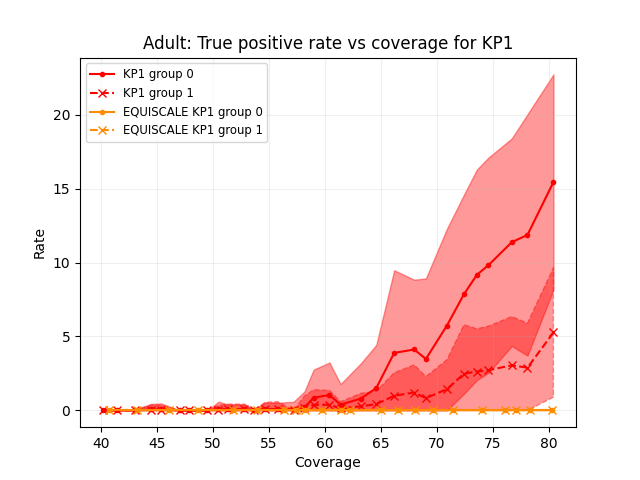 Adult: True positive rate vs coverage for KP1
KP1 group 0
KP1 group 1
EQUISCALE KP1 group 0
EQUISCALE KP1 group 1
Rate
20
15
10
5
0
40 45 50 55 60 65 70 75 80
Coverage